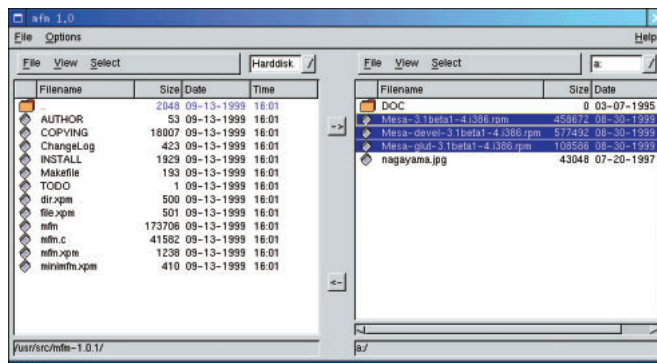 mfm 1.0
File Options Help
File View Select Harddisk /
Filename Size Date Time
.. 2048 09-13-1999 16:01
AUTHOR 53 09-13-1999 16:01
COPYING 18007 09-13-1999 16:01
ChangeLog 423 09-13-1999 16:01
INSTALL 1929 09-13-1999 16:01
Makefile 193 09-13-1999 16:01
TODO 1 09-13-1999 16:01
dir.xpm 500 09-13-1999 16:01
file.xpm 501 09-13-1999 16:01
mfm 173706 09-13-1999 16:01
mfm.c 41582 09-13-1999 16:01
mfm.xpm 1238 09-13-1999 16:01
minimfm.xpm 410 09-13-1999 16:01
/usr/src/mfm-1.0.1/
->
<-
File View Select a: /
Filename Size Date
DOC 0 03-07-1995
Mesa-3.1beta1-4.i386.rpm 458672 08-30-1999
Mesa-devel-3.1beta1-4.i386.rpm 577492 08-30-1999
Mesa-glut-3.1beta1-4.i386.rpm 108586 08-30-1999
nagayama.jpg 43048 07-20-1997
a:/